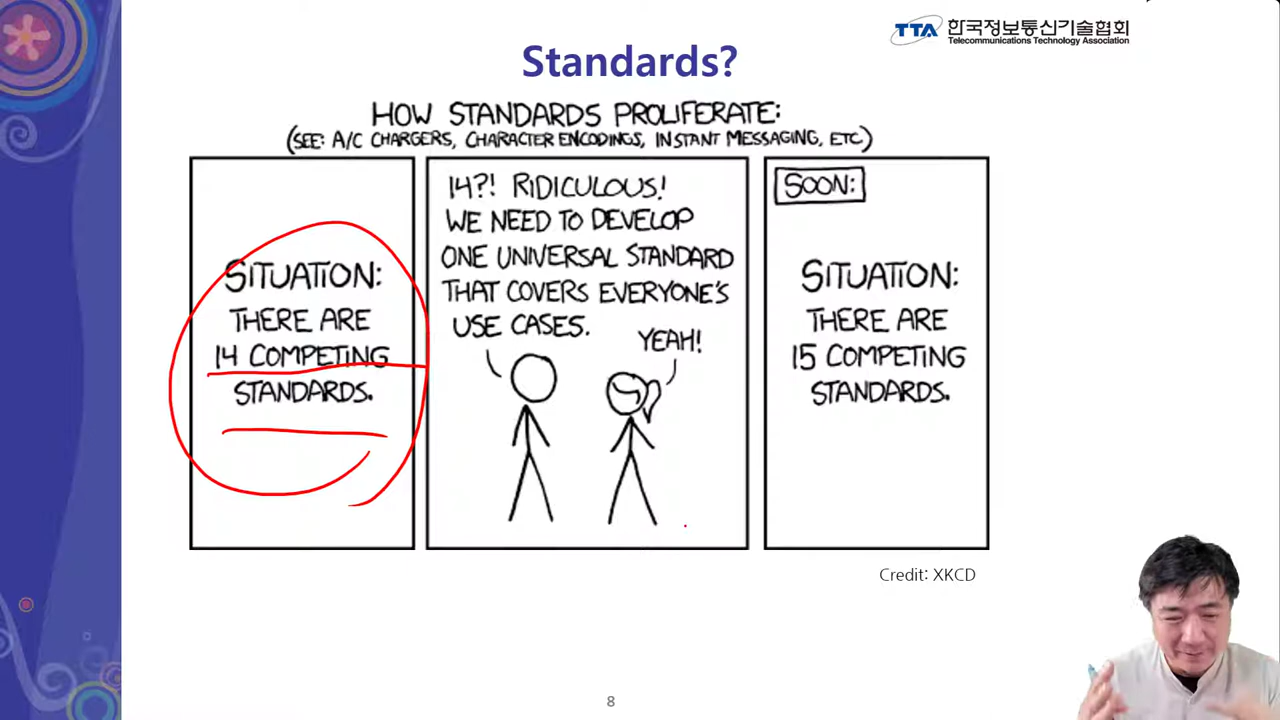 TTA 한국정보통신기술협회
Telecommunications Technology Association
Standards?
HOW STANDARDS PROLIFERATE:
(SEE: A/C CHARGERS, CHARACTER ENCODINGS, INSTANT MESSAGING, ETC.)
SITUATION:
THERE ARE
14 COMPETING
STANDARDS.
14?! RIDICULOUS!
WE NEED TO DEVELOP
ONE UNIVERSAL STANDARD
THAT COVERS EVERYONE'S
USE CASES.
YEAH!
SOON:
SITUATION:
THERE ARE
15 COMPETING
STANDARDS.
Credit: XKCD
8